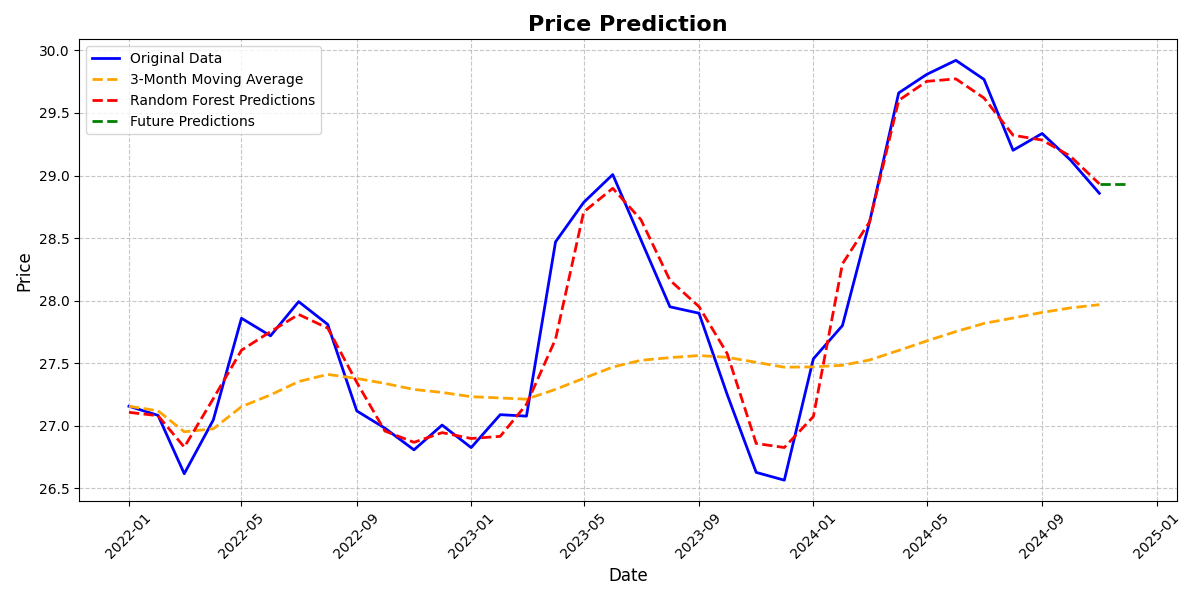 Price Prediction
Original Data
3-Month Moving Average
Random Forest Predictions
Future Predictions
30.0
29.5
29.0
28.5
28.0
27.5
27.0
26.5
Price
2022-01
2022-05
2022-09
2023-01
2023-05
2023-09
2024-01
2024-05
2024-09
2025-01
Date